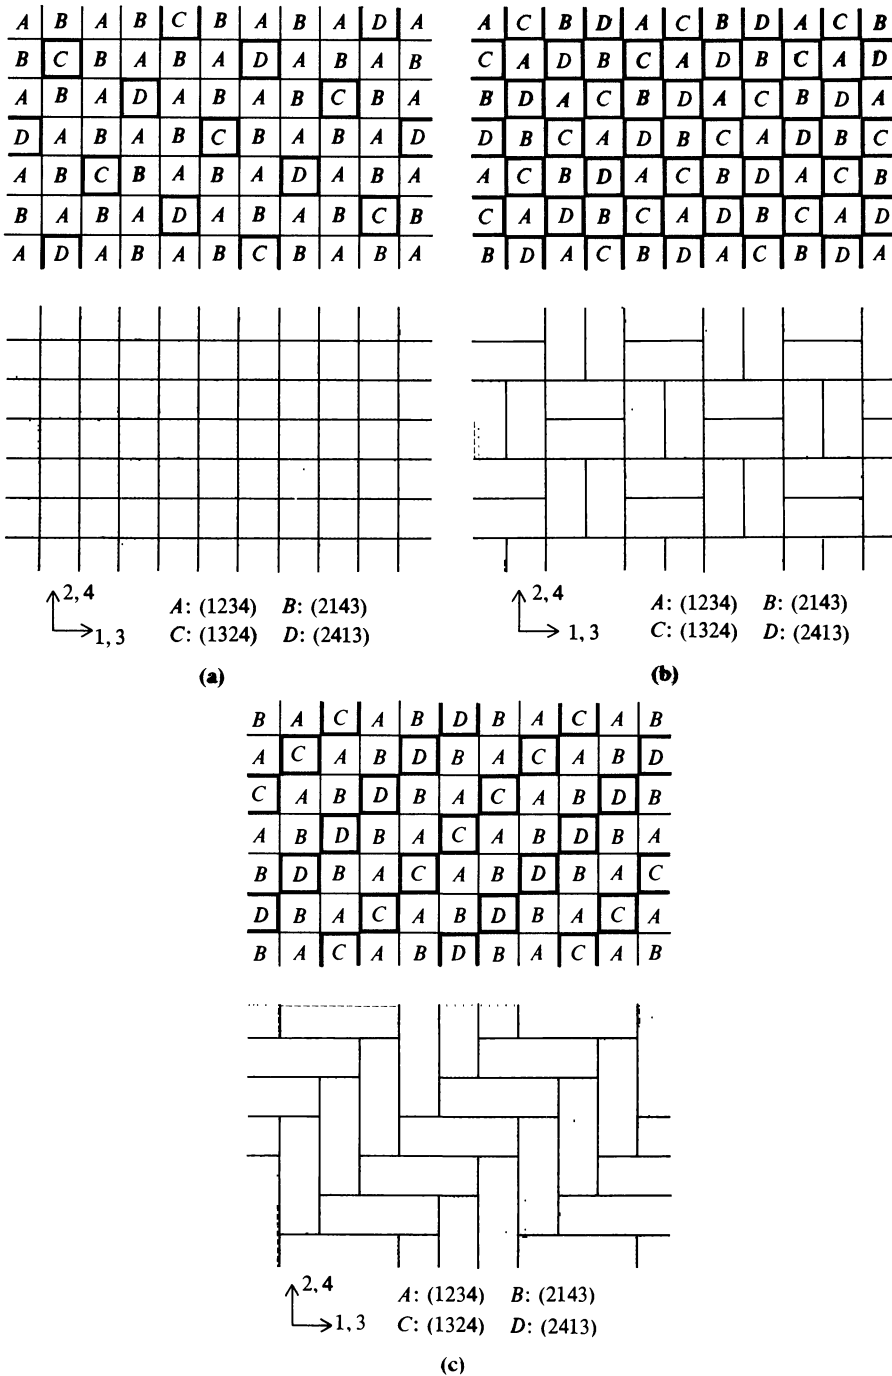 A B A B C B A B A D A
B C B A B A D A B A B
A B A D A B A B C B A
D A B A B C B A B A D
A B C B A B A D A B A
B A B A D A B A B C B
A D A B A B C B A B A
2, 4
1, 3
A: (1234) B: (2143)
C: (1324) D: (2413)
(a)
A C B D A C B D A C B
C A D B C A D B C A D
B D A C B D A C B D A
D B C A D B C A D B C
A C B D A C B D A C B
C A D B C A D B C A D
B D A C B D A C B D A
2, 4
1, 3
A: (1234) B: (2143)
C: (1324) D: (2413)
(b)
B A C A B D B A C A B
A C A B D B A C A B D
C A B D B A C A B D B
A B D B A C A B D B A
B D B A C A B D B A C
D B A C A B D B A C A
B A C A B D B A C A B
2, 4
1, 3
A: (1234) B: (2143)
C: (1324) D: (2413)
(c)